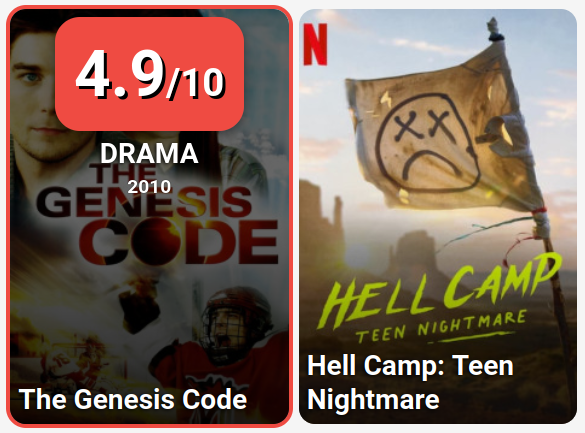 4.9/10
DRAMA
2010
THE
GENESIS
CODE
The Genesis Code
N
HELL CAMP
TEEN NIGHTMARE
Hell Camp: Teen
Nightmare